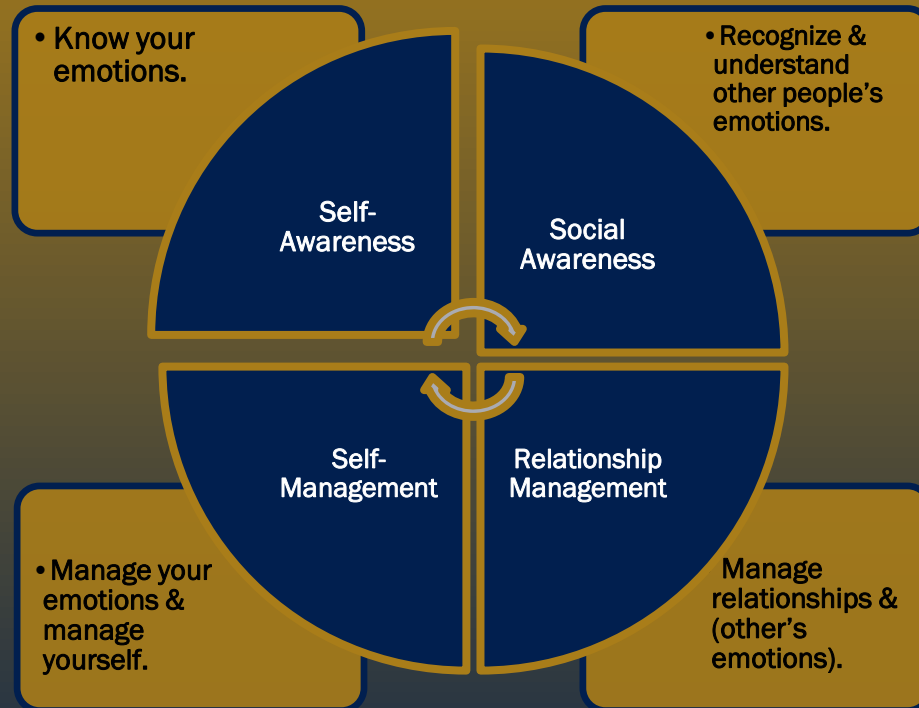 • Know your
emotions.
• Recognize &
understand
other people's
emotions.
Self-
Awareness
Social
Awareness
Self-
Management
Relationship
Management
• Manage your
emotions &
manage
yourself.
Manage
relationships &
(other's
emotions).